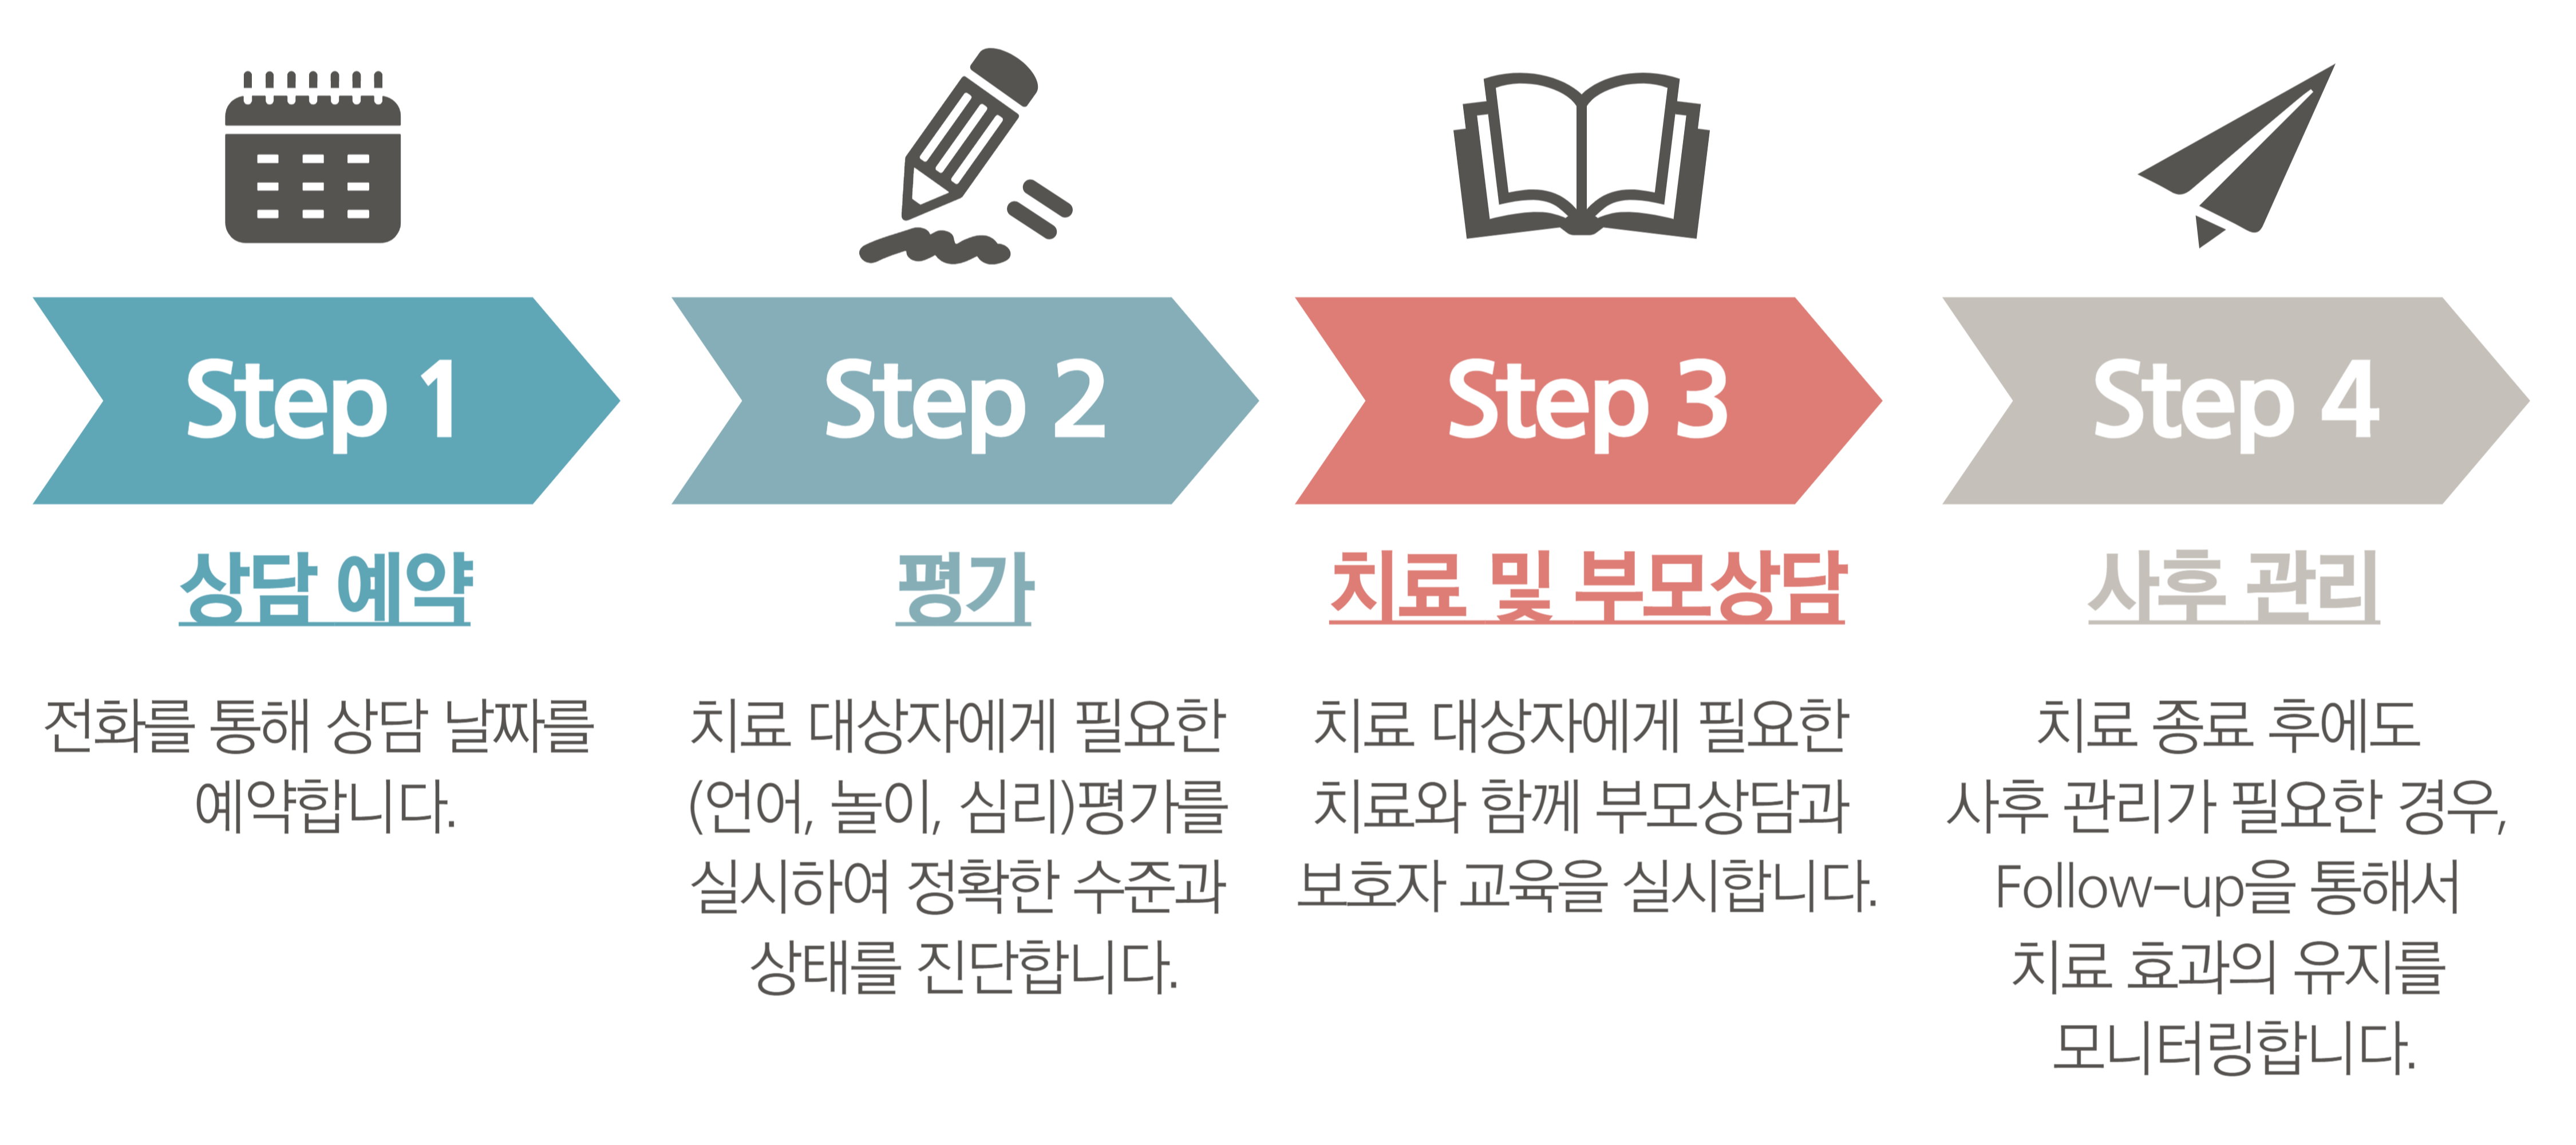 Step 1
상담 예약
전화를 통해 상담 날짜를
예약합니다.
Step 2
평가
치료 대상자에게 필요한
(언어, 놀이, 심리)평가를
실시하여 정확한 수준과
상태를 진단합니다.
Step 3
치료 및 부모상담
치료 대상자에게 필요한
치료와 함께 부모상담과
보호자 교육을 실시합니다.
Step 4
사후 관리
치료 종료 후에도
사후 관리가 필요한 경우,
Follow-up을 통해서
치료 효과의 유지를
모니터링합니다.